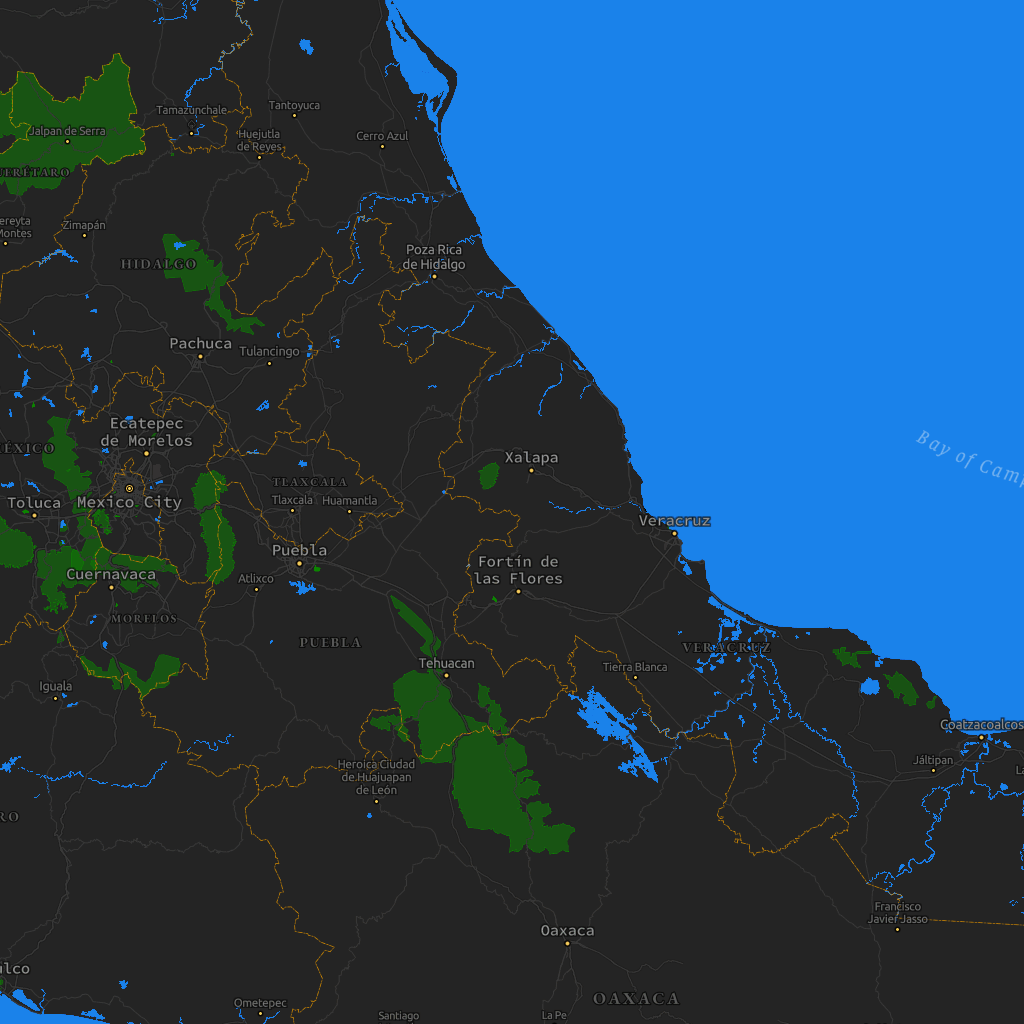 Tamazunchale
Tantoyuca
Jalpan de Serra
Huejutla
de Reyes
Cerro Azul
Zimapán
Poza Rica
de Hidalgo
HIDALGO
Pachuca
Tulancingo
Ecatepec
de Morelos
Bay of Camp
Xalapa
TLAXCALA
Toluca
Mexico City
Tlaxcala
Huamantla
Veracruz
Puebla
Fortín de
las Flores
Cuernavaca
Atlixco
MORELOS
PUEBLA
VERACRUZ
Tehuacan
Tierra Blanca
Iguala
Coatzacoalcos
Heroica Ciudad
de Huajuapan
de León
Jáltipan
Francisco
Javier Jasso
Oaxaca
OAXACA
Ometepec
Santiago
La Pe